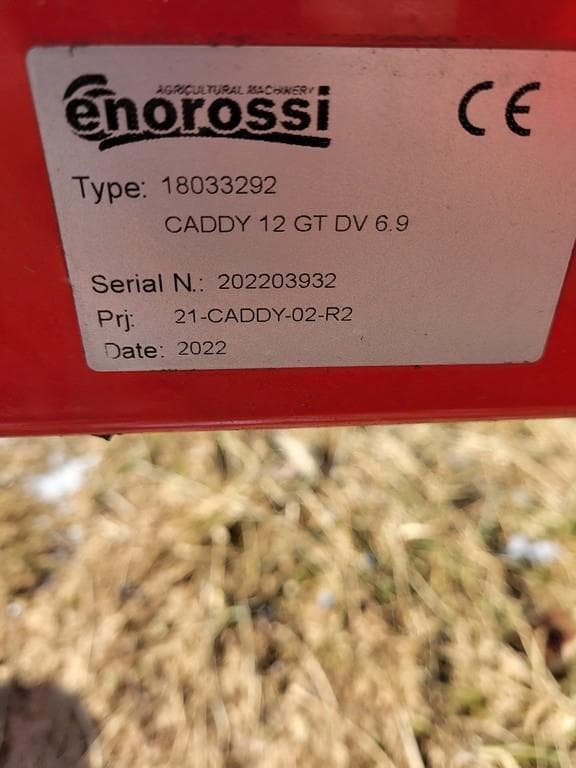 AGRICULTURAL MACHINERY
enorossi
CE
Type: 18033292
CADDY 12 GT DV 6.9
Serial N.: 202203932
Prj: 21-CADDY-02-R2
Date: 2022